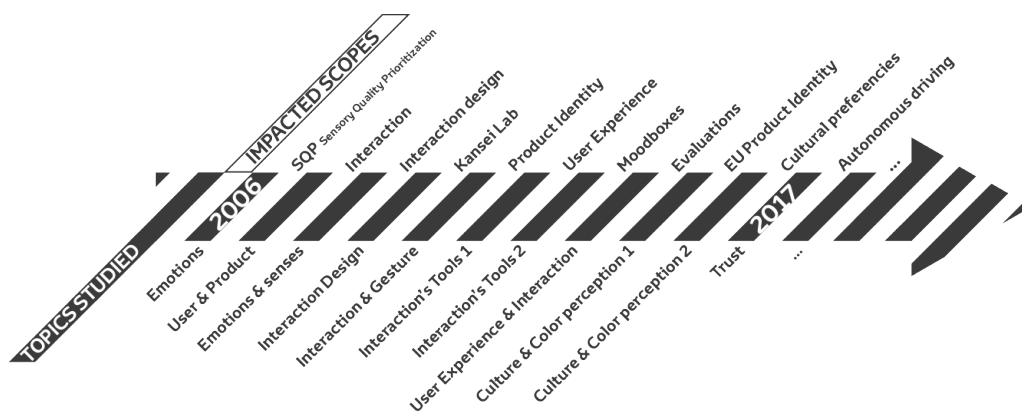 IMPACTED SCOPES
SQP Sensory Quality Prioritization
Interaction
Interaction design
Kansei Lab
Product Identity
User Experience
Moodboxes
Evaluations
EU Product Identity
Cultural preferencies
Autonomous driving
...
2006
2017
TOPICS STUDIED
Emotions
User & Product
Emotions & senses
Interaction Design
Interaction & Gesture
Interaction's Tools 1
Interaction's Tools 2
User Experience & Interaction
Culture & Color perception 1
Culture & Color perception 2
Trust
...